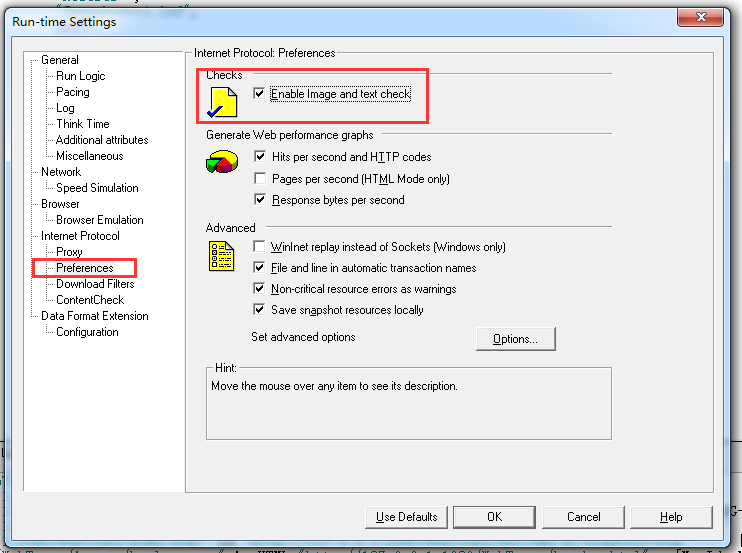 Run-time Settings
General
Run Logic
Pacing
Log
Think Time
Additional attributes
Miscellaneous
Network
Speed Simulation
Browser
Browser Emulation
Internet Protocol
Proxy
Preferences
Download Filters
ContentCheck
Data Format Extension
Configuration
Internet Protocol: Preferences
Checks
Enable Image and text check
Generate Web performance graphs
Hits per second and HTTP codes
Pages per second (HTML Mode only)
Response bytes per second
Advanced
WinInet replay instead of Sockets (Windows only)
File and line in automatic transaction names
Non-critical resource errors as warnings
Save snapshot resources locally
Set advanced options
Options...
Hint:
Move the mouse over any item to see its description.
Use Defaults
OK
Cancel
Help